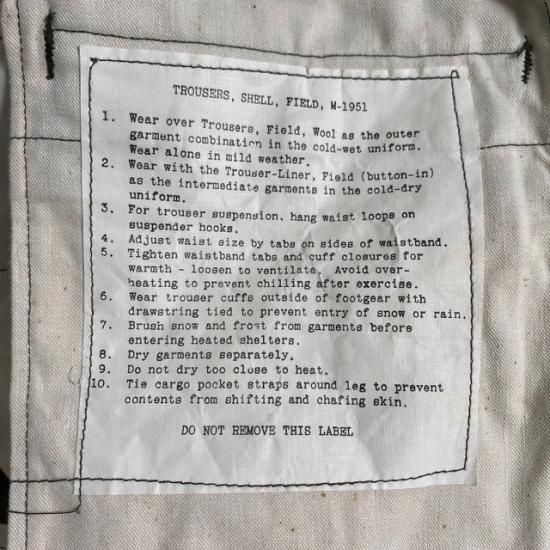 TROUSERS, SHELL, FIELD, M-1951
1. Wear over Trousers, Field, Wool as the outer
garment combination in the cold-wet uniform.
Wear alone in mild weather.
2. Wear with the Trouser-Liner, Field (button-in)
as the intermediate garments in the cold-dry
uniform.
3. For trouser suspension, hang waist loops on
suspender hooks.
4. Adjust waist size by tabs on sides of waistband.
5. Tighten waistband tabs and cuff closures for
warmth - loosen to ventilate. Avoid over-
heating to prevent chilling after exercise.
6. Wear trouser cuffs outside of footgear with
drawstring tied to prevent entry of snow or rain.
7. Brush snow and frost from garments before
entering heated shelters.
8. Dry garments separately.
9. Do not dry too close to heat.
10. Tie cargo pocket straps around leg to prevent
contents from shifting and chafing skin.
DO NOT REMOVE THIS LABEL